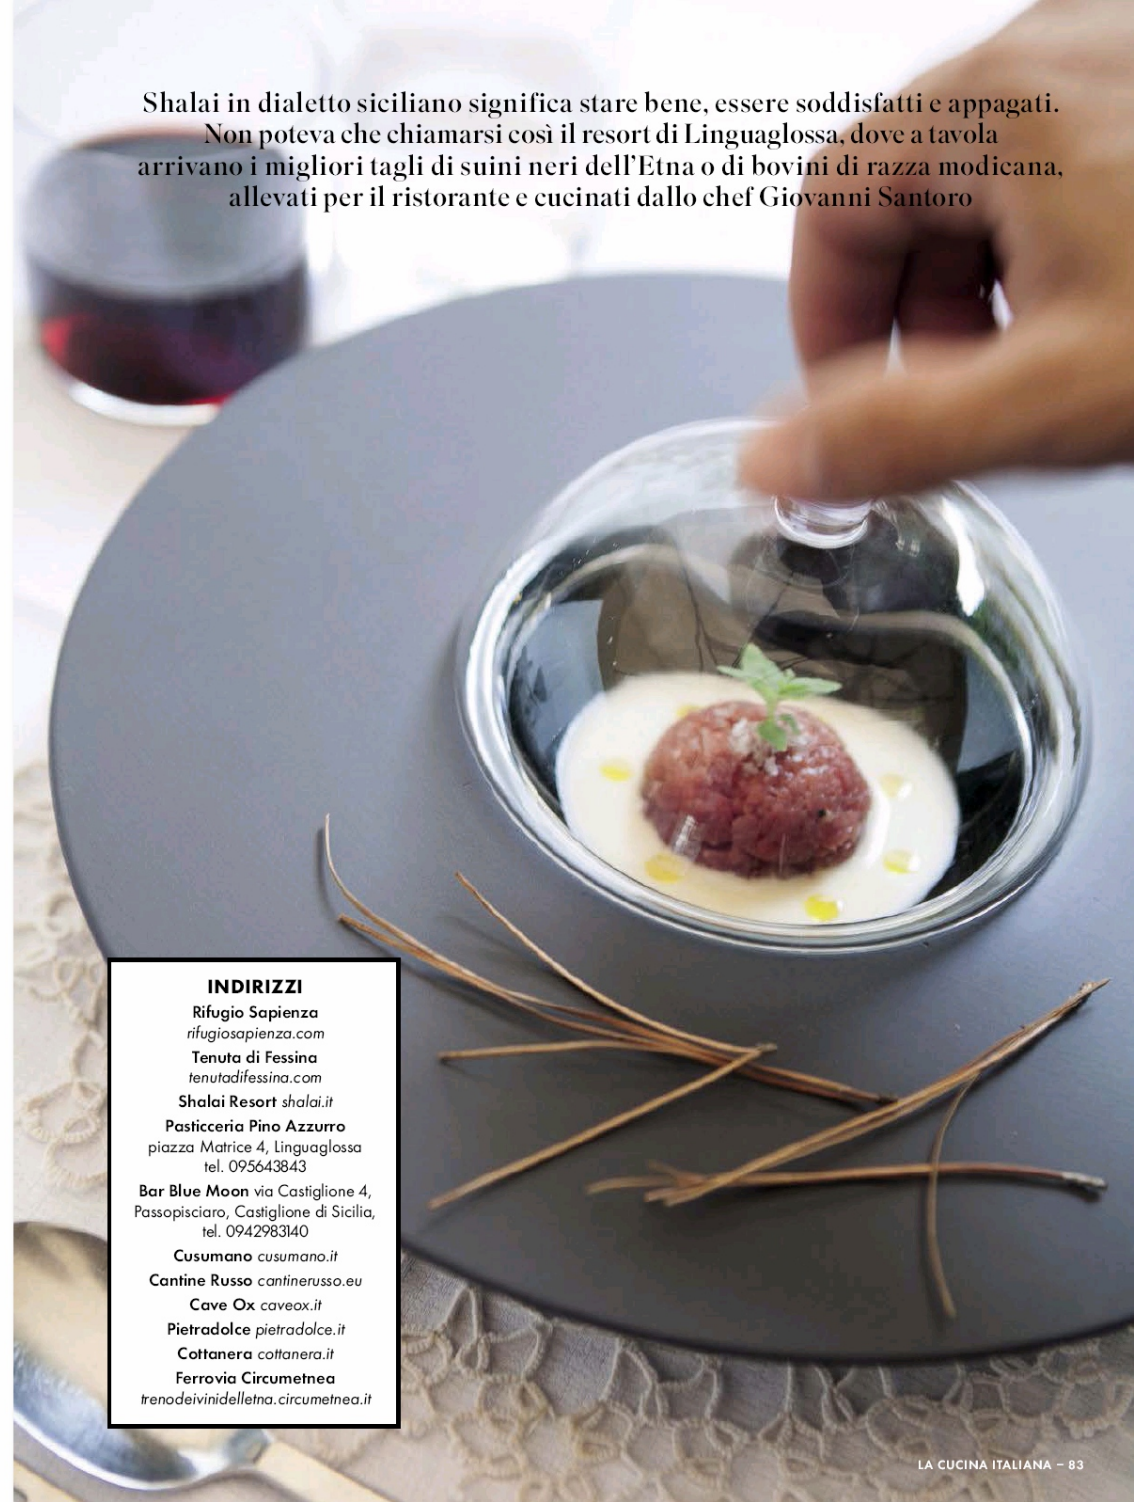 Shalai in dialetto siciliano significa stare bene, essere soddisfatti e appagati.
Non poteva che chiamarsi così il resort di Linguaglossa, dove a tavola
arrivano i migliori tagli di suini neri dell'Etna o di bovini di razza modicana,
allevati per il ristorante e cucinati dallo chef Giovanni Santoro
INDIRIZZI
Rifugio Sapienza
rifugiosapienza.com
Tenuta di Fessina
tenutadifessina.com
Shalai Resort shalai.it
Pasticceria Pino Azzurro
piazza Matrice 4, Linguaglossa
tel. 095643843
Bar Blue Moon via Castiglione 4,
Passopisciaro, Castiglione di Sicilia,
tel. 0942983140
Cusumano cusumano.it
Cantine Russo cantinerusso.eu
Cave Ox caveox.it
Pietradolce pietradolce.it
Cottanera cottanera.it
Ferrovia Circumetnea
trenodeivinidelletna.circumetnea.it
LA CUCINA ITALIANA – 83